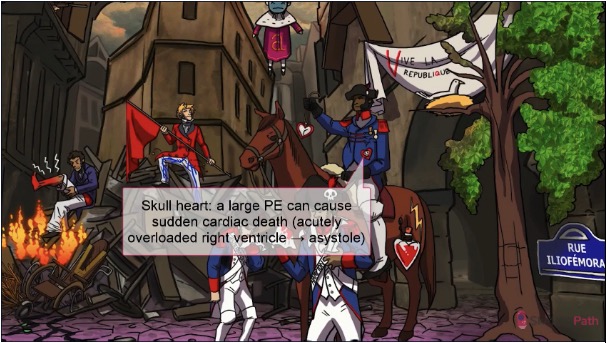 VIVE LA
REPUBLIQUE
Skull heart: a large PE can cause
sudden cardiac death (acutely
overloaded right ventricle → asystole)
RUE
ILIOFÉMORA
Path